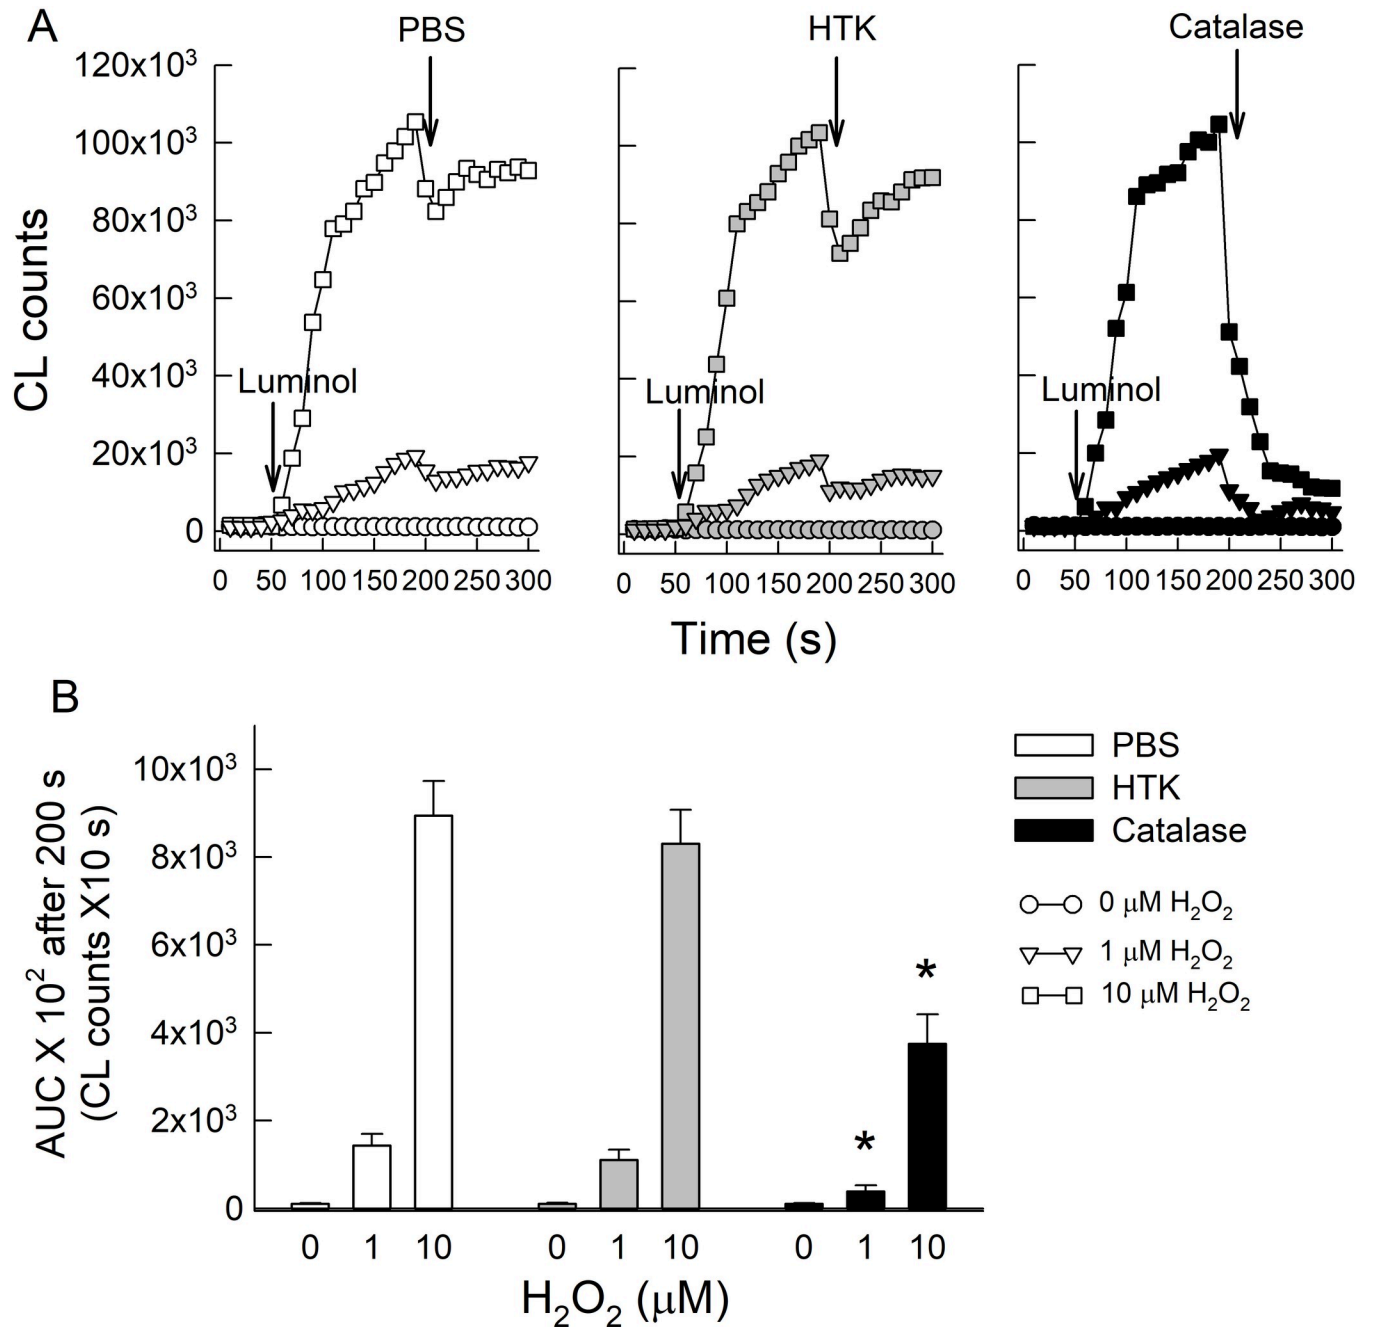 A
PBS
HTK
Catalase
120x10³
100x10³
80x10³
60x10³
40x10³
20x10³
0
CL counts
Luminol
Luminol
Luminol
0 50 100 150 200 250 300
0 50 100 150 200 250 300
0 50 100 150 200 250 300
Time (s)
B
10x10³
8x10³
6x10³
4x10³
2x10³
0
AUC X 10² after 200 s
(CL counts X10 s)
*
*
0 1 10
0 1 10
0 1 10
H₂O₂ (μM)
PBS
HTK
Catalase
0 μM H₂O₂
1 μM H₂O₂
10 μM H₂O₂